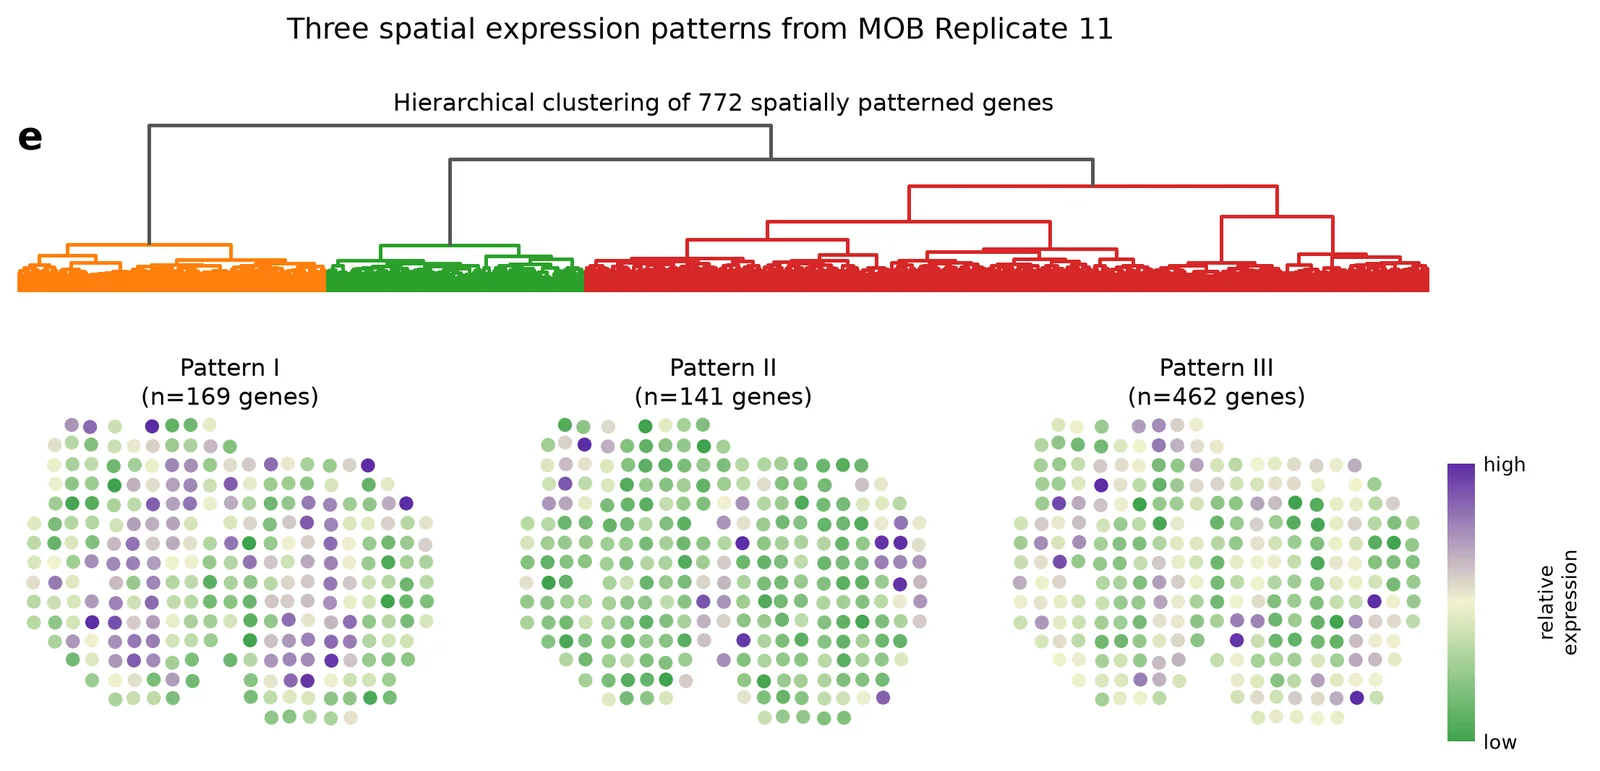 Three spatial expression patterns from MOB Replicate 11
Hierarchical clustering of 772 spatially patterned genes
e
Pattern I
(n=169 genes)
Pattern II
(n=141 genes)
Pattern III
(n=462 genes)
high
relative
expression
low